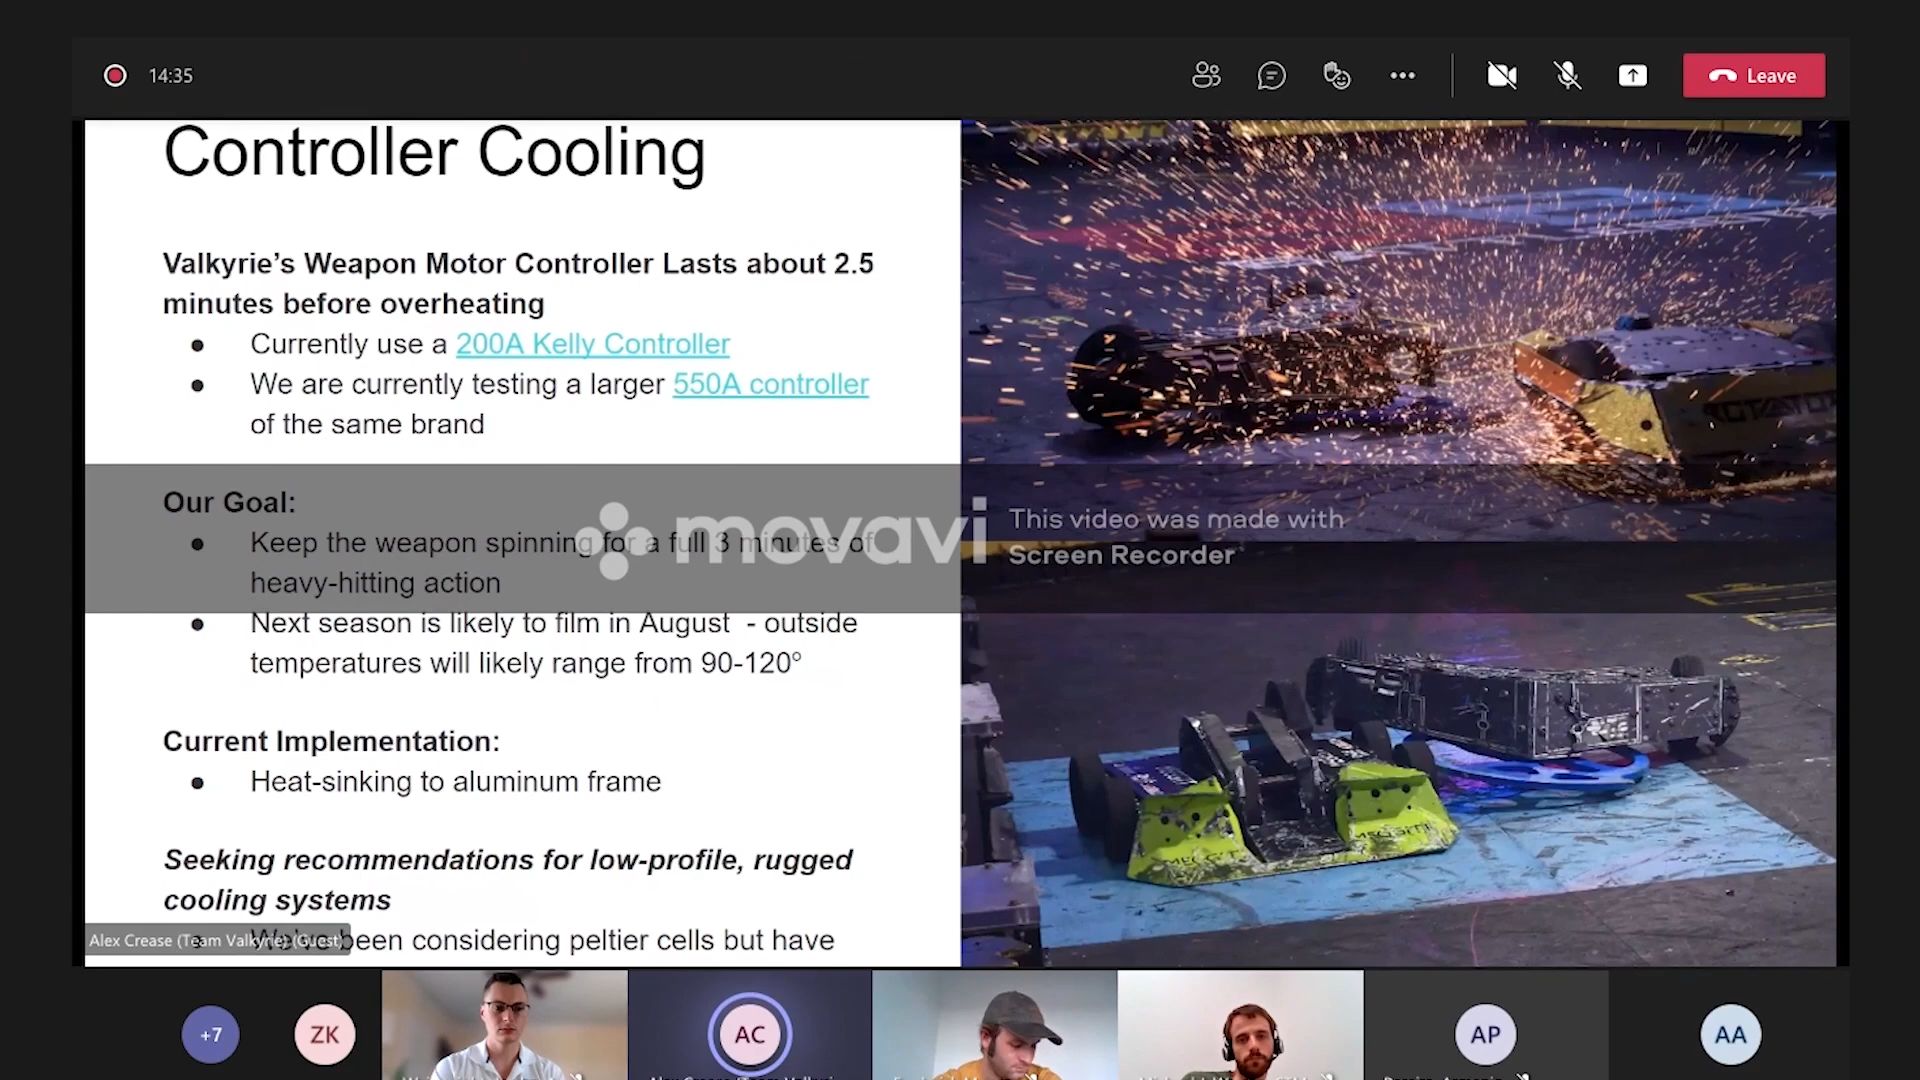 14:35
Leave
Controller Cooling
Valkyrie’s Weapon Motor Controller Lasts about 2.5
minutes before overheating
● Currently use a 200A Kelly Controller
● We are currently testing a larger 550A controller
of the same brand
Our Goal:
● Keep the weapon spinning for a full 3 minutes of
heavy-hitting action
● Next season is likely to film in August - outside
temperatures will likely range from 90-120º
Current Implementation:
● Heat-sinking to aluminum frame
Seeking recommendations for low-profile, rugged
cooling systems
● We've been considering peltier cells but have
movavi
This video was made with
Screen Recorder
Alex Crease (Team Valkyrie) (Guest)
+7
ZK
AC
AP
AA